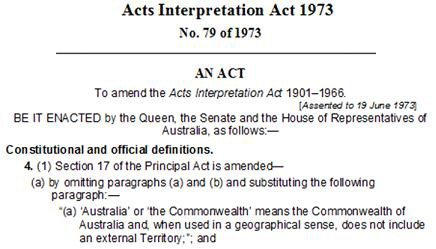 Acts Interpretation Act 1973
No. 79 of 1973
AN ACT
To amend the Acts Interpretation Act 1901–1966.
[Assented to 19 June 1973]
BE IT ENACTED by the Queen, the Senate and the House of Representatives of
Australia, as follows:—
Constitutional and official definitions.
4. (1) Section 17 of the Principal Act is amended—
(a) by omitting paragraphs (a) and (b) and substituting the following
paragraph:—
“(a) ‘Australia’ or ‘the Commonwealth’ means the Commonwealth of
Australia and, when used in a geographical sense, does not include
an external Territory;”; and